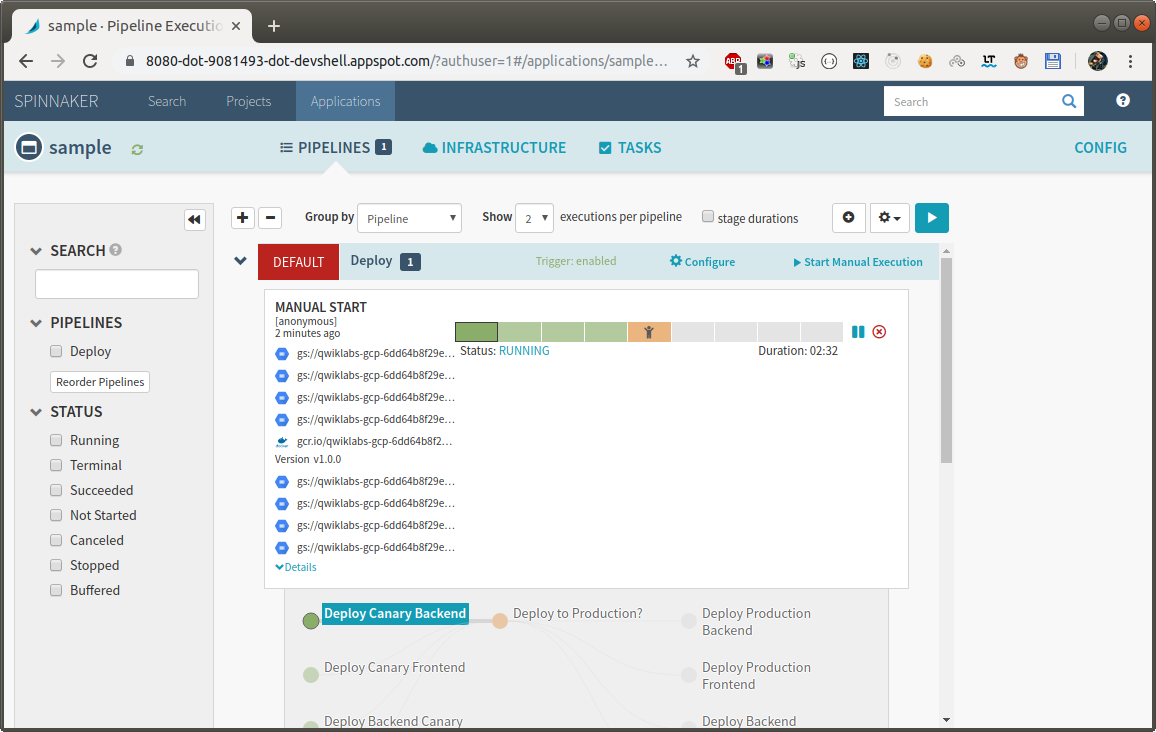 sample · Pipeline Executio
8080-dot-9081493-dot-devshell.appspot.com/?authuser=1#/applications/sample…
ABP
1
JS
LT
SPINNAKER
Search
Projects
Applications
Search
sample
PIPELINES 1
INFRASTRUCTURE
TASKS
CONFIG
Group by
Pipeline
Show
2
executions per pipeline
stage durations
SEARCH
PIPELINES
Deploy
Reorder Pipelines
STATUS
Running
Terminal
Succeeded
Not Started
Canceled
Stopped
Buffered
DEFAULT
Deploy 1
Trigger: enabled
Configure
Start Manual Execution
MANUAL START
[anonymous]
2 minutes ago
Status: RUNNING
Duration: 02:32
gs://qwiklabs-gcp-6dd64b8f29e…
gs://qwiklabs-gcp-6dd64b8f29e…
gs://qwiklabs-gcp-6dd64b8f29e…
gs://qwiklabs-gcp-6dd64b8f29e…
gcr.io/qwiklabs-gcp-6dd64b8f2…
Version v1.0.0
gs://qwiklabs-gcp-6dd64b8f29e…
gs://qwiklabs-gcp-6dd64b8f29e…
gs://qwiklabs-gcp-6dd64b8f29e…
gs://qwiklabs-gcp-6dd64b8f29e…
Details
Deploy Canary Backend
Deploy to Production?
Deploy Production
Backend
Deploy Canary Frontend
Deploy Production
Frontend
Deploy Backend Canary
Deploy Backend